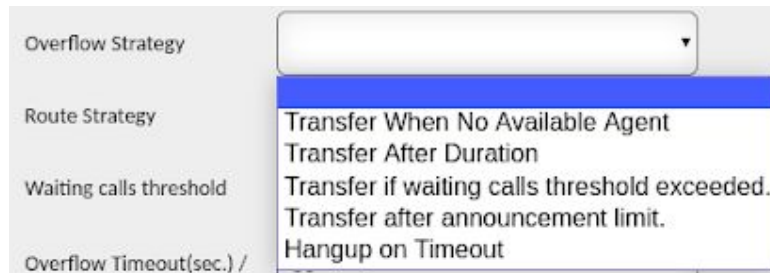 Overflow Strategy
Route Strategy
Transfer When No Available Agent
Transfer After Duration
Waiting calls threshold
Transfer if waiting calls threshold exceeded.
Transfer after announcement limit.
Hangup on Timeout
Overflow Timeout(sec.) /